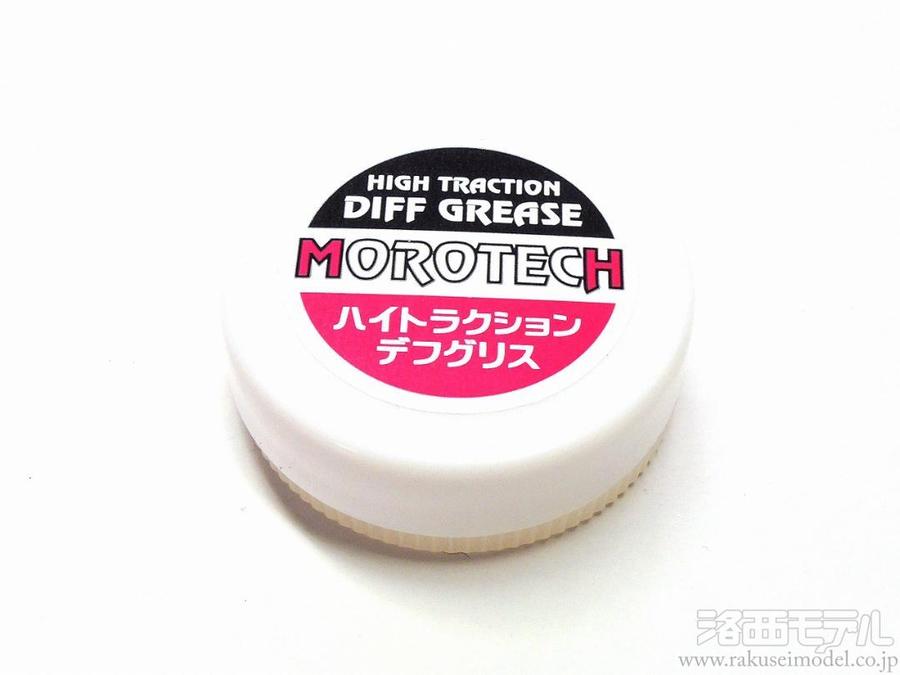 HIGH TRACTION
DIFF GREASE
MOROTECH
ハイトラクション
デフグリス
洛西モデル
www.rakuseimodel.co.jp